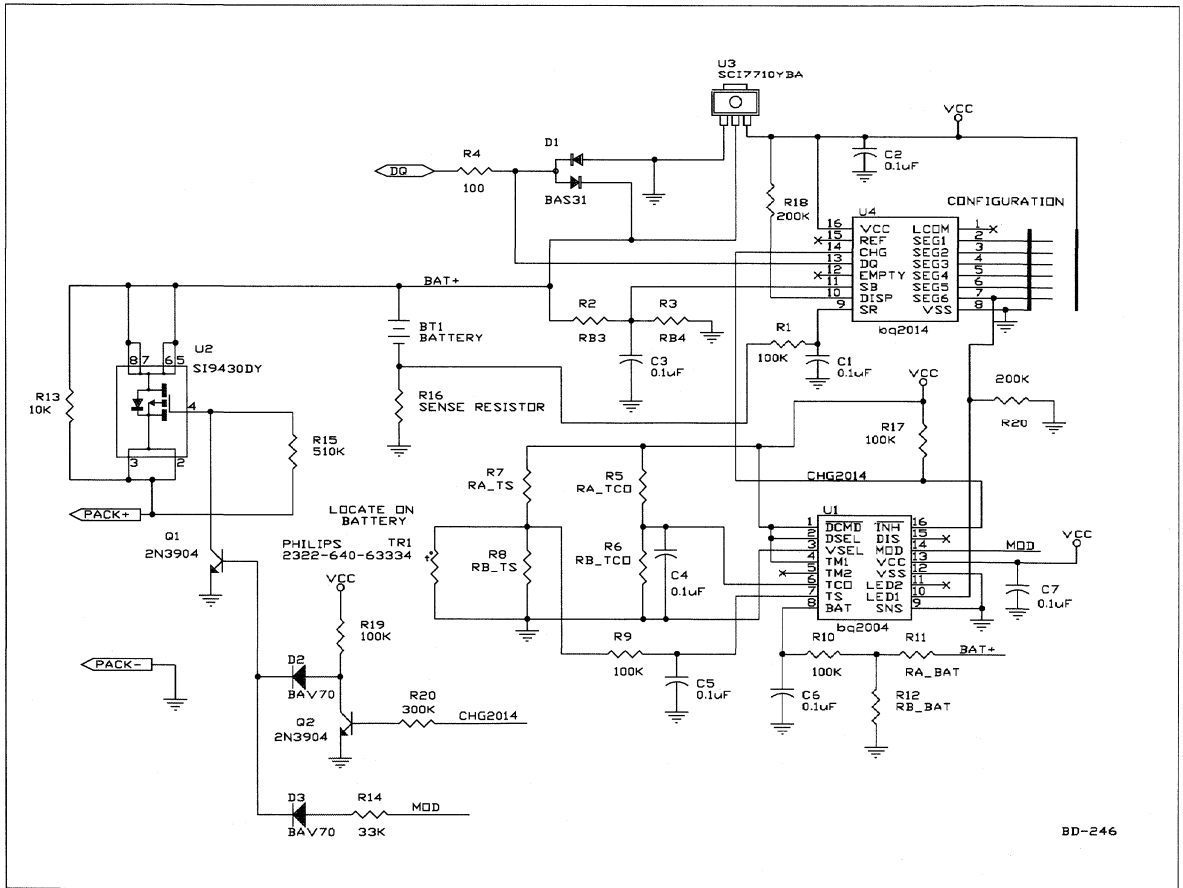 U3
SCI7710YBA
VCC
D1
R4
DQ
100
BAS31
C2
0.1uF
R18
200K
CONFIGURATION
U4
16 VCC LCOM 1
15 REF SEG1 2
14 CHG SEG2 3
13 DQ SEG3 4
12 EMPTY SEG4 5
11 SB SEG5 6
10 DISP SEG6 7
9 SR VSS 8
bq2014
BAT+
R2
RB3
R3
RB4
BT1
BATTERY
C3
0.1uF
R1
100K
C1
0.1uF
8 7 6 5
U2
SI9430DY
4
3 2
R13
10K
R15
510K
R16
SENSE RESISTOR
VCC
200K
R20
R17
100K
R7
RA_TS
R5
RA_TCO
CHG2014
PACK+
LOCATE ON
BATTERY
PHILIPS
2322-640-63334
TR1
R8
RB_TS
R6
RB_TCO
C4
0.1uF
U1
1 DCMD INH 16
2 DSEL DIS 15
3 VSEL MOD 14
4 TM1 VCC 13
5 TM2 VSS 12
6 TCO LED2 11
7 TS LED1 10
8 BAT SNS 9
bq2004
MOD
VCC
C7
0.1uF
Q1
2N3904
VCC
R19
100K
R9
100K
C5
0.1uF
R10
100K
R11
RA_BAT
BAT+
C6
0.1uF
R12
RB_BAT
PACK-
D2
BAV70
Q2
2N3904
R20
300K
CHG2014
D3
BAV70
R14
33K
MOD
BD-246